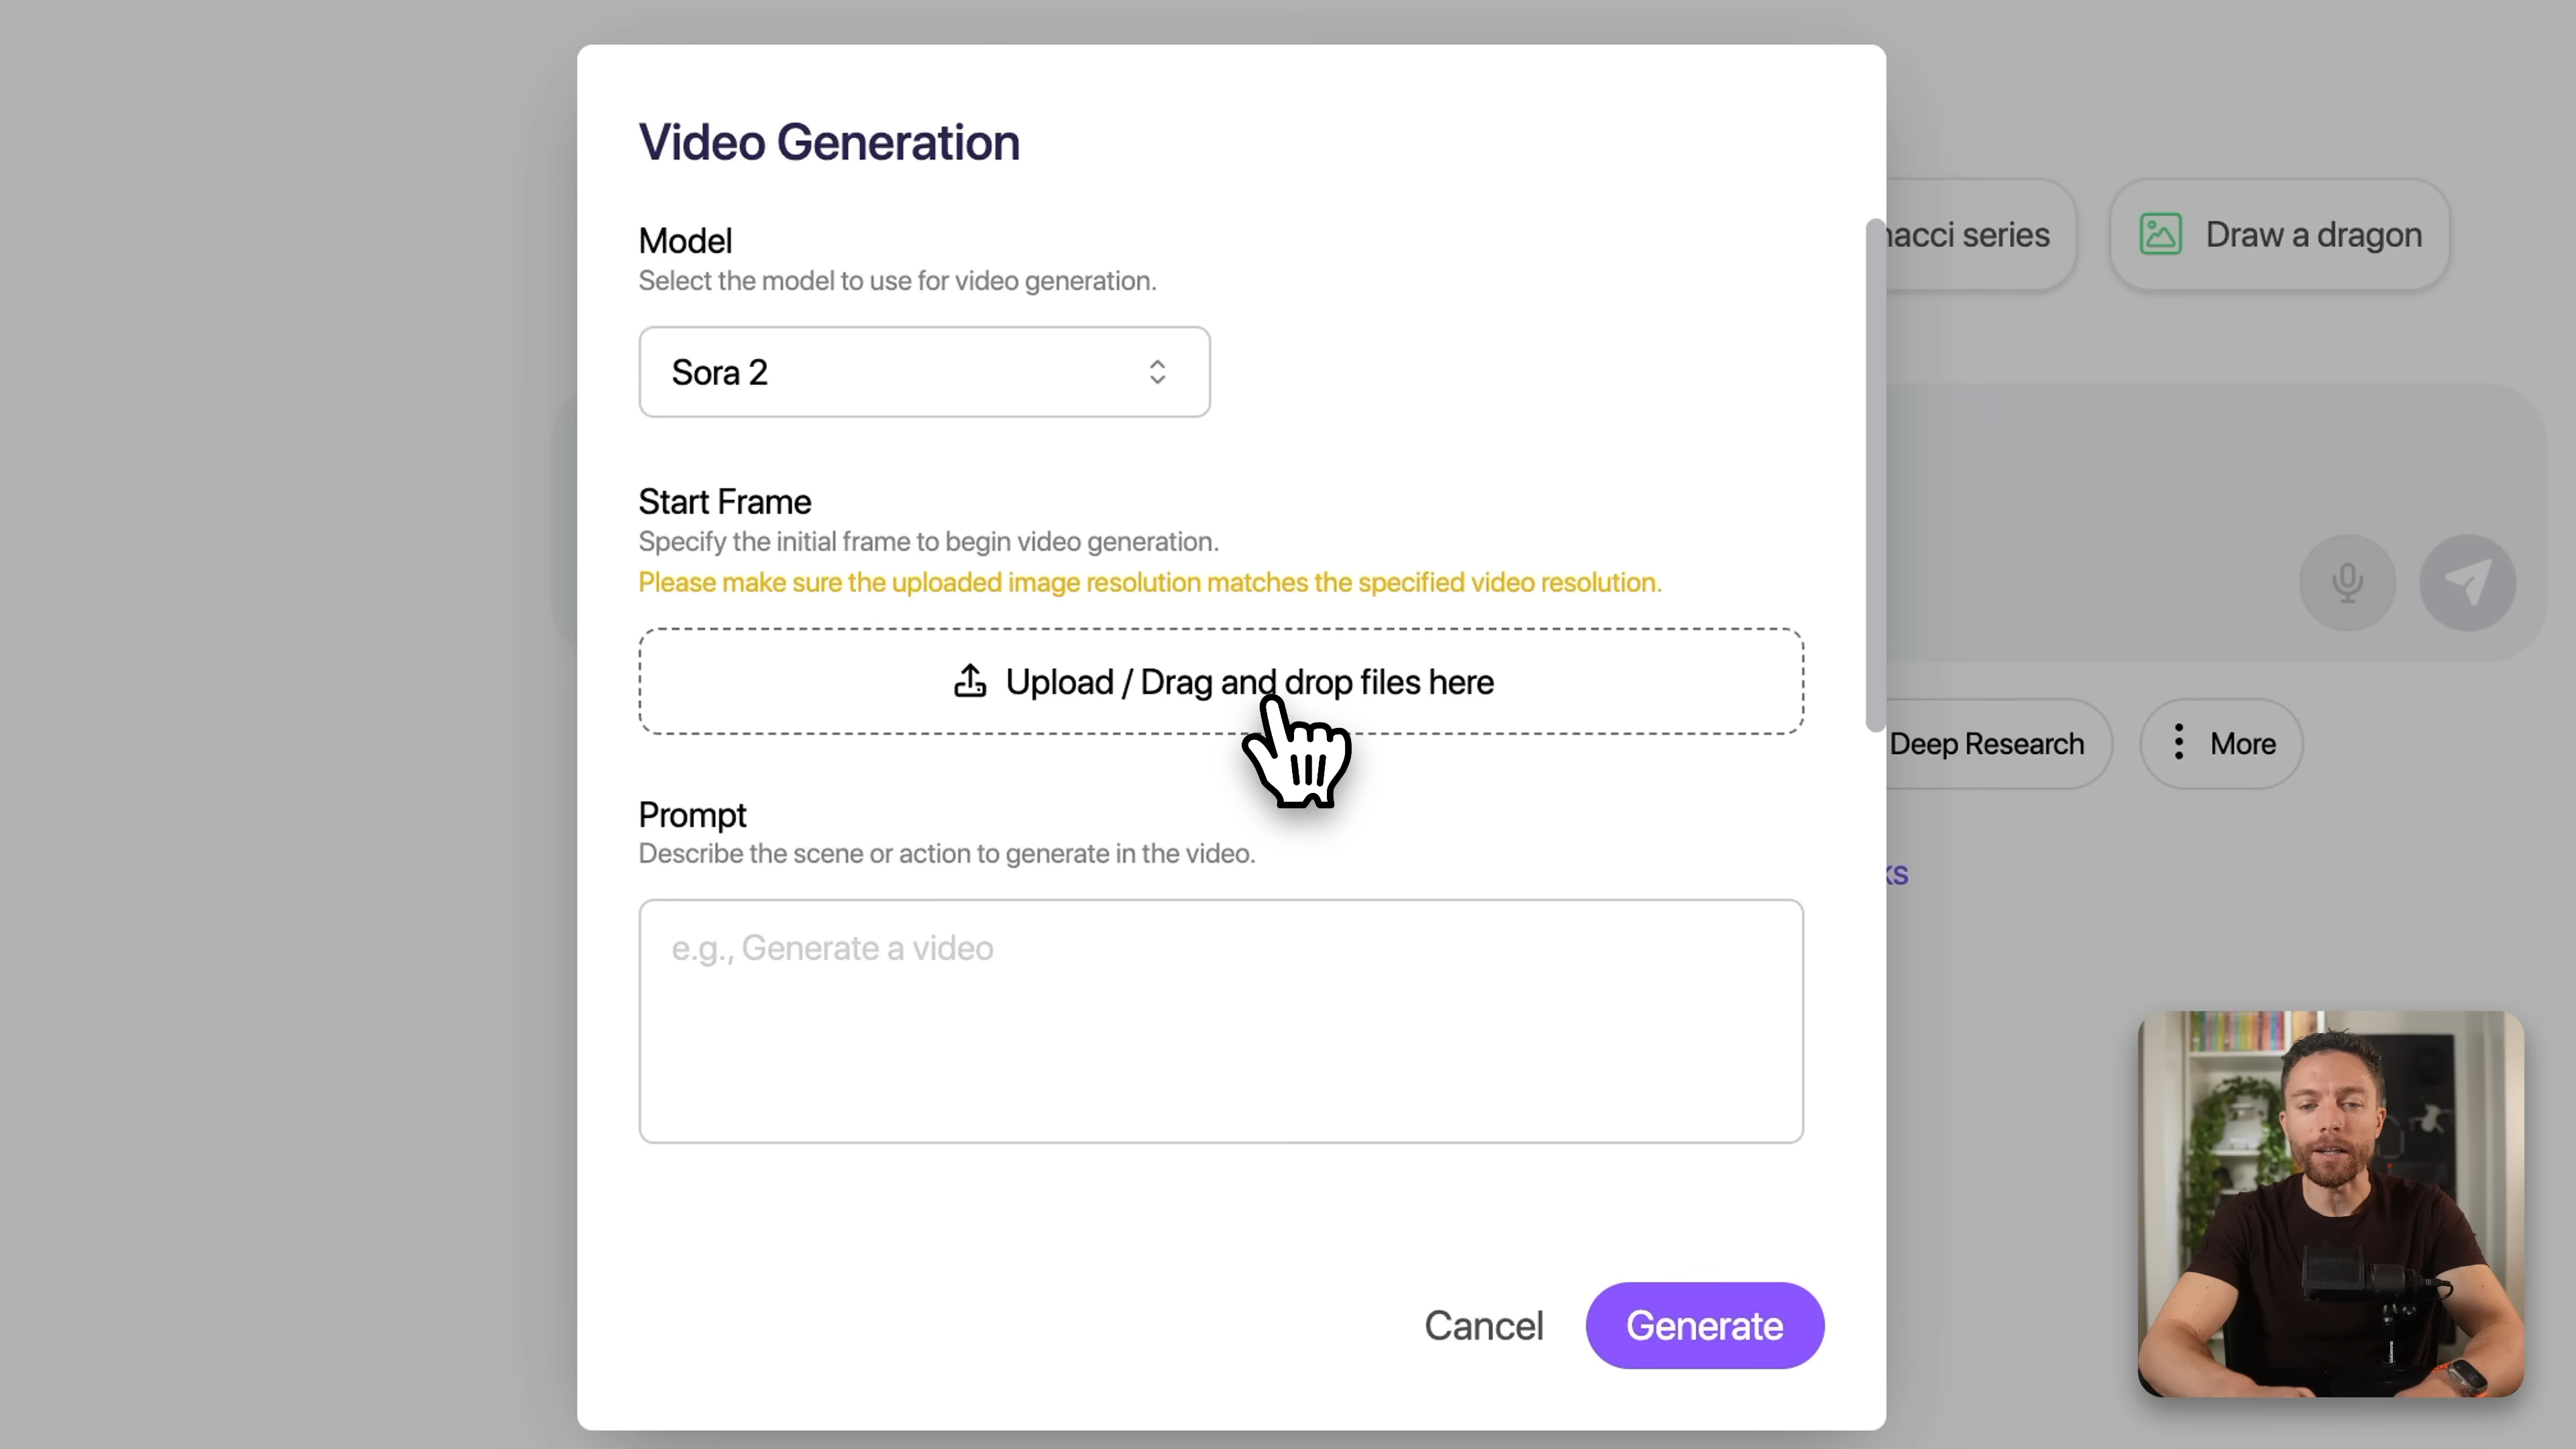 Video Generation
Model
Select the model to use for video generation.
Sora 2
Start Frame
Specify the initial frame to begin video generation.
Please make sure the uploaded image resolution matches the specified video resolution.
Upload / Drag and drop files here
Prompt
Describe the scene or action to generate in the video.
e.g., Generate a video
Cancel
Generate
nacci series
Draw a dragon
Deep Research
More
ks